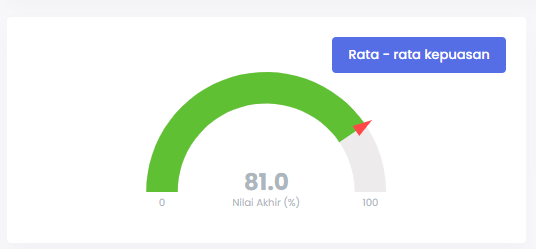 Rata - rata kepuasan
81.0
0 Nilai Akhir (%) 100